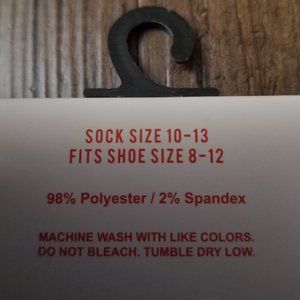 SOCK SIZE 10-13
FITS SHOE SIZE 8-12
98% Polyester / 2% Spandex
MACHINE WASH WITH LIKE COLORS.
DO NOT BLEACH. TUMBLE DRY LOW.